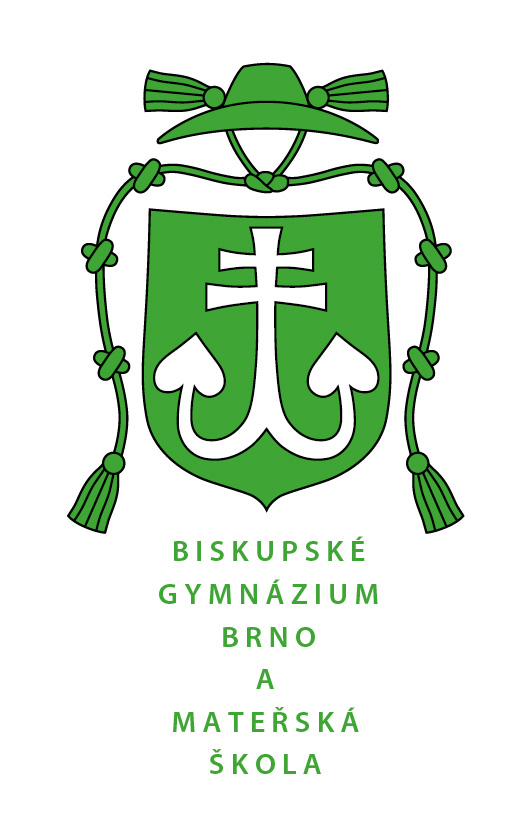 BISKUPSKÉ
GYMNÁZIUM
BRNO
A
MATEŘSKÁ
ŠKOLA